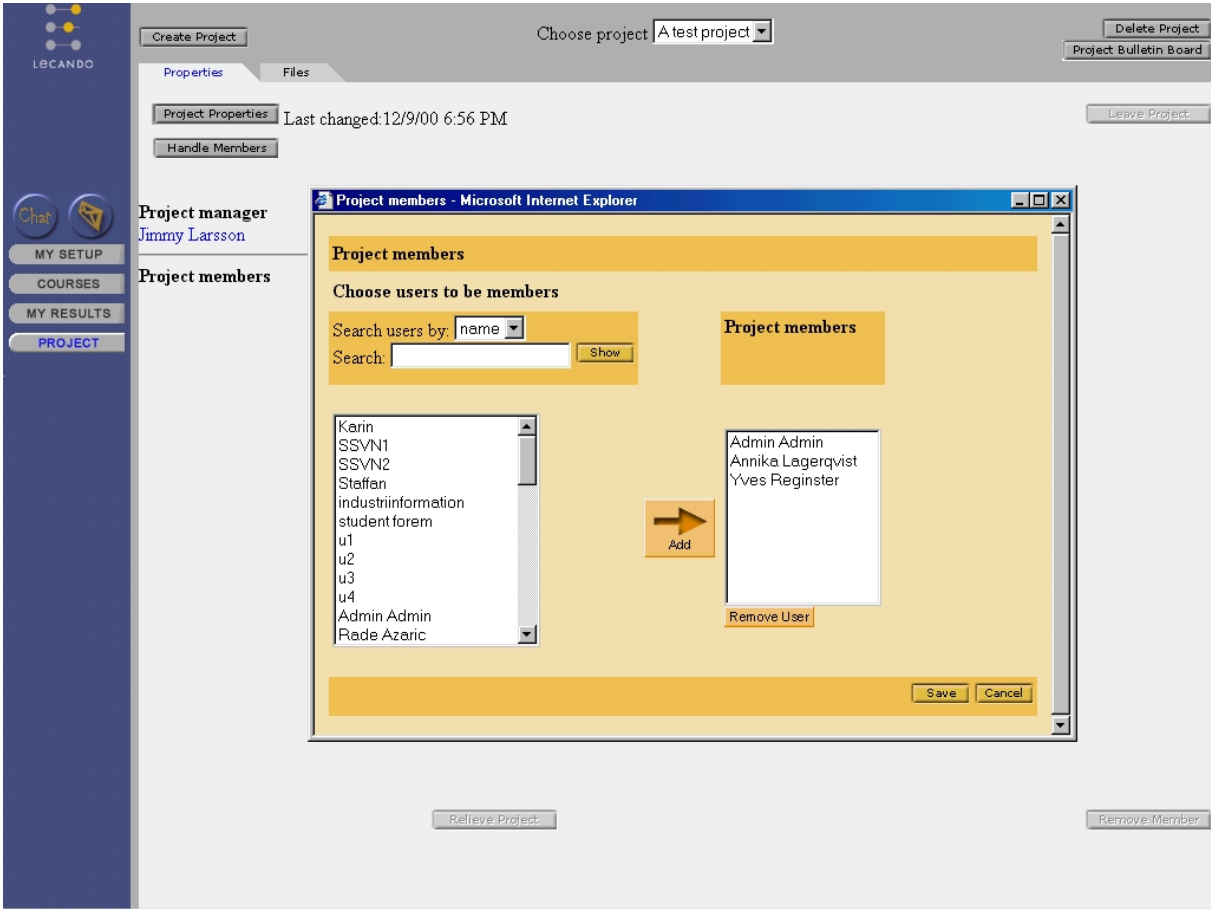 LECANDO
Create Project
Choose project A test project
Delete Project
Project Bulletin Board
Properties Files
Project Properties Last changed:12/9/00 6:56 PM
Leave Project
Handle Members
Chat
MY SETUP
COURSES
MY RESULTS
PROJECT
Project manager
Jimmy Larsson
Project members
Project members - Microsoft Internet Explorer
Project members
Choose users to be members
Search users by: name
Search: Show
Project members
Karin
SSVN1
SSVN2
Staffan
industriinformation
student forem
u1
u2
u3
u4
Admin Admin
Rade Azaric
Add
Admin Admin
Annika Lagerqvist
Yves Reginster
Remove User
Save Cancel
Relieve Project
Remove Member